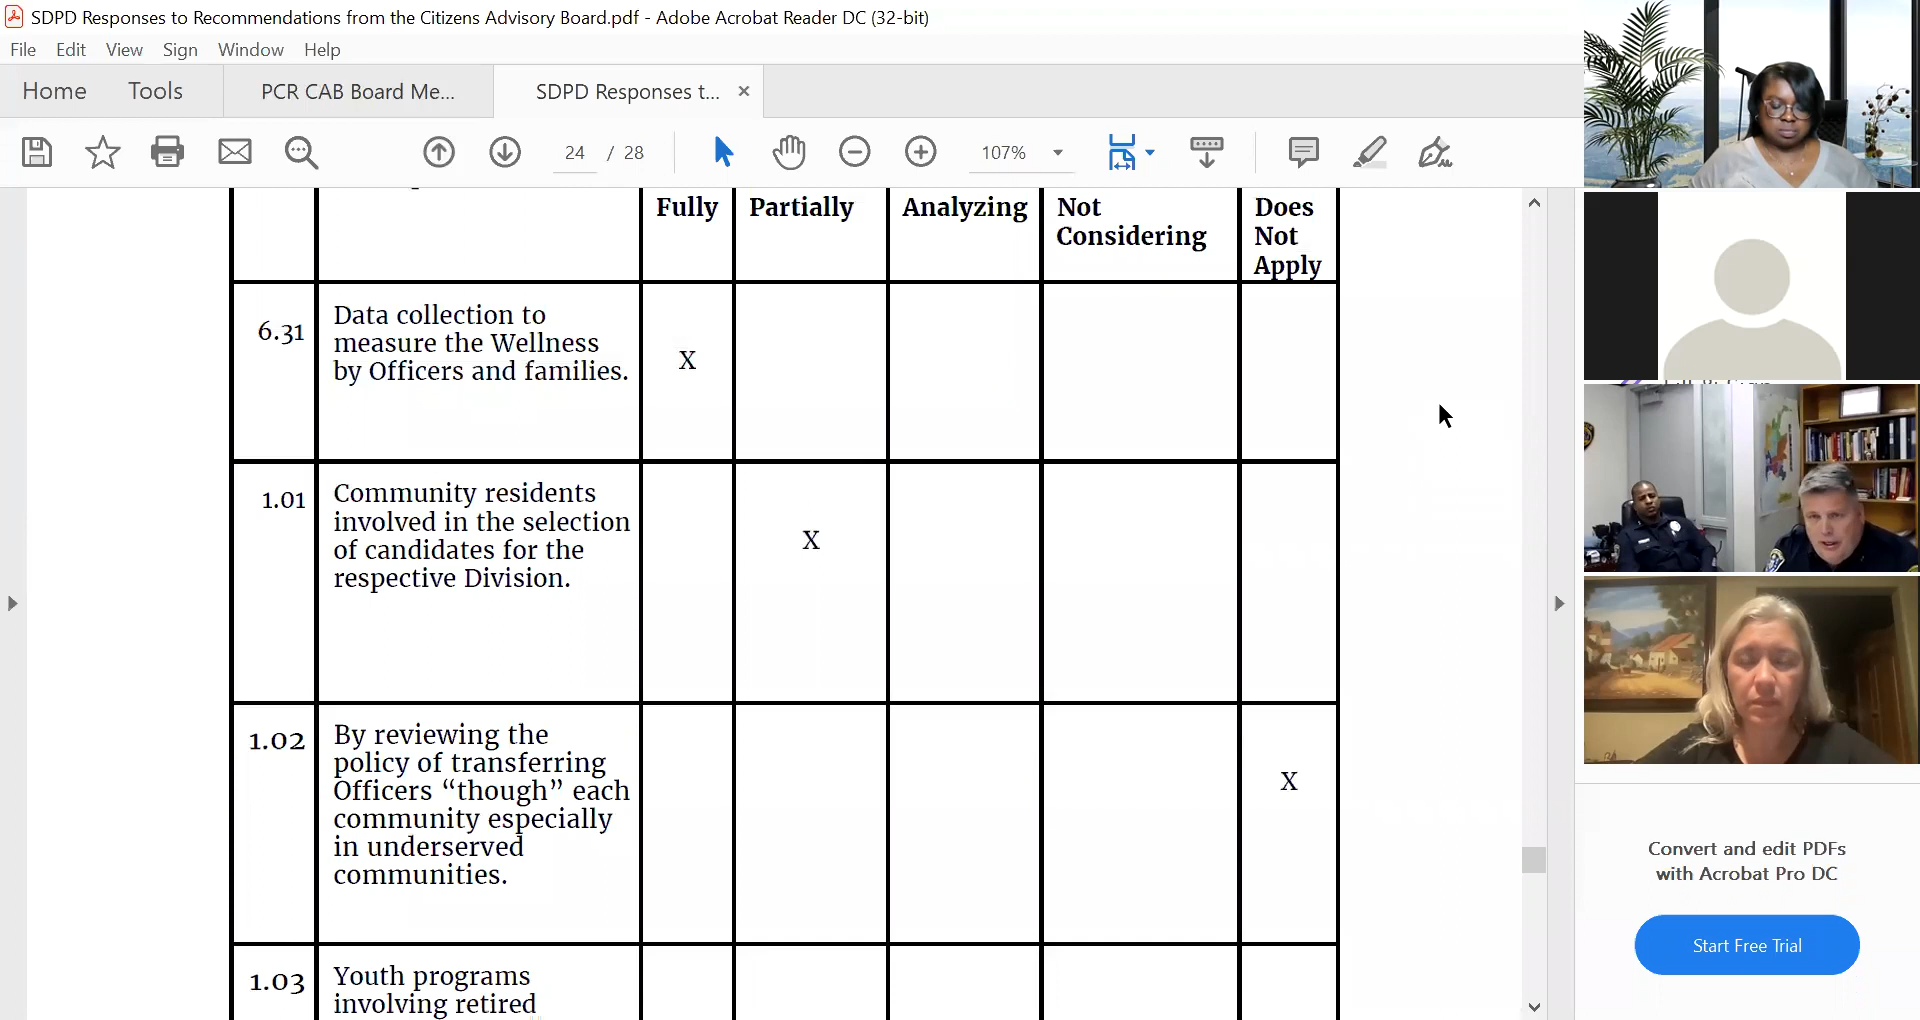 SDPD Responses to Recommendations from the Citizens Advisory Board.pdf - Adobe Acrobat Reader DC (32-bit)
File Edit View Sign Window Help
Home Tools PCR CAB Board Me... SDPD Responses t... ×
24 / 28 107%
Fully Partially Analyzing Not Considering Does Not Apply
6.31 Data collection to
measure the Wellness
by Officers and families.
X
1.01 Community residents
involved in the selection
of candidates for the
respective Division.
X
1.02 By reviewing the
policy of transferring
Officers “though” each
community especially
in underserved
communities.
X
1.03 Youth programs
involving retired
Convert and edit PDFs
with Acrobat Pro DC
Start Free Trial